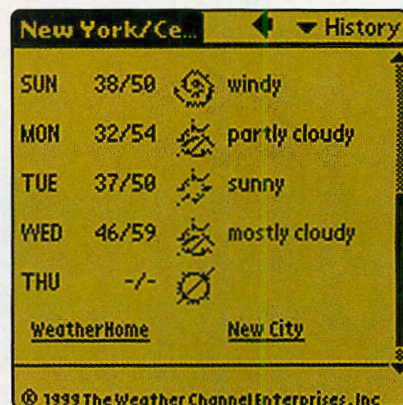 New York/Ce... History
SUN 38/50 windy
MON 32/54 partly cloudy
TUE 37/50 sunny
WED 46/59 mostly cloudy
THU -/-
WeatherHome New City
© 1999 The Weather Channel Enterprises, Inc